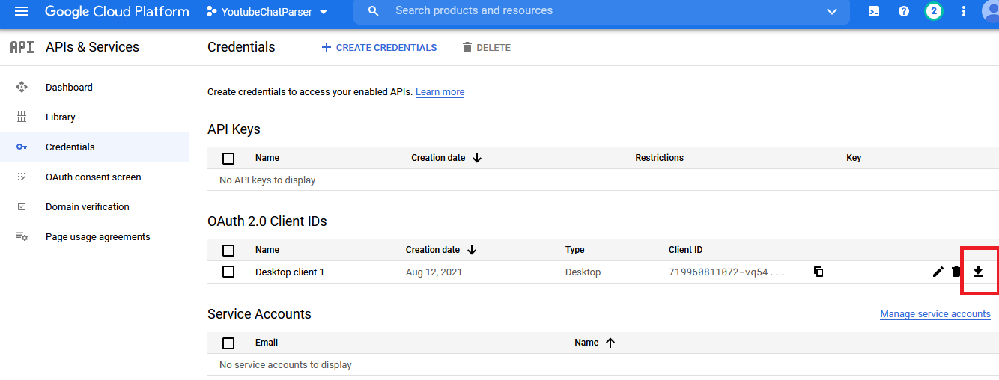 Google Cloud Platform YoutubeChatParser Search products and resources 2
API APIs & Services Credentials CREATE CREDENTIALS DELETE
Dashboard
Library
Credentials
OAuth consent screen
Domain verification
Page usage agreements
Create credentials to access your enabled APIs. Learn more
API Keys
Name Creation date Restrictions Key
No API keys to display
OAuth 2.0 Client IDs
Name Creation date Type Client ID
Desktop client 1 Aug 12, 2021 Desktop 719960811072-vq54...
Service Accounts Manage service accounts
Email Name
No service accounts to display